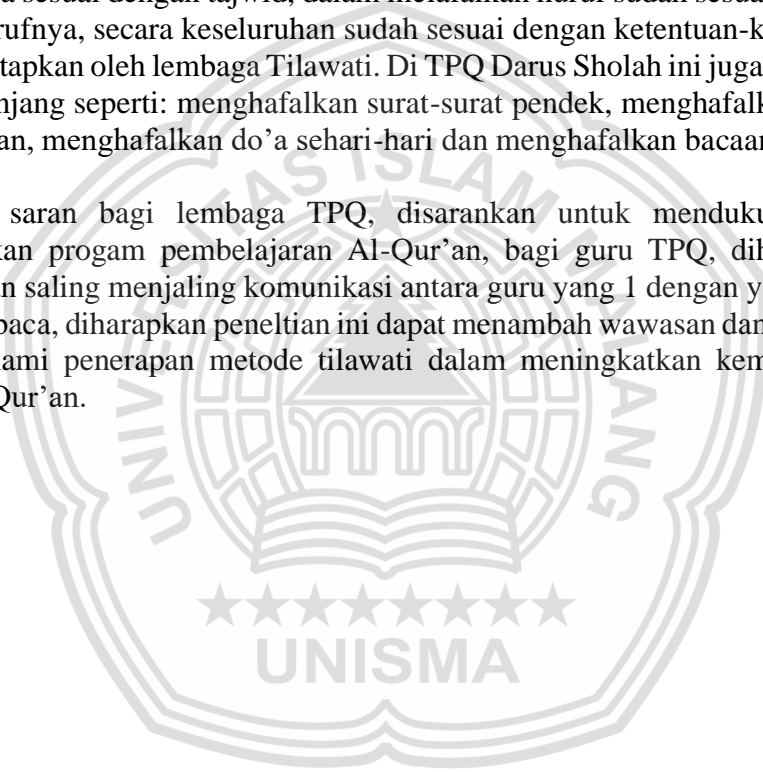 sesuai dengan tajwid, dalam melafalkan huruf sudah sesua
rufnya, secara keseluruhan sudah sesuai dengan ketentuan-k
tapkan oleh lembaga Tilawati. Di TPQ Darus Sholah ini juga
njang seperti: menghafalkan surat-surat pendek, menghafalk
an, menghafalkan do’a sehari-hari dan menghafalkan bacaan
saran bagi lembaga TPQ, disarankan untuk menduku
kan progam pembelajaran Al-Qur’an, bagi guru TPQ, dih
n saling menjaling komunikasi antara guru yang 1 dengan y
baca, diharapkan peneltian ini dapat menambah wawasan dan
ami penerapan metode tilawati dalam meningkatkan kem
Qur’an.
UNIVERSITAS ISLAM MALANG
UNISMA